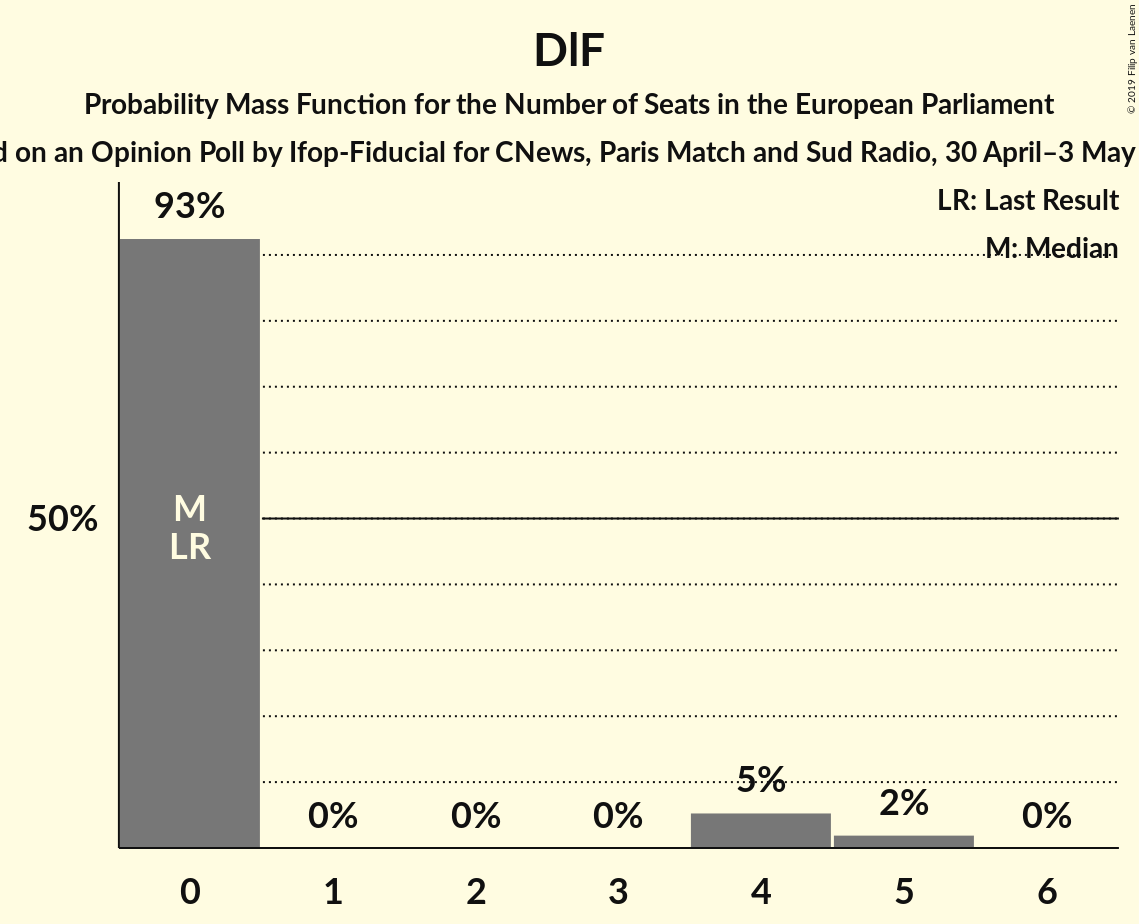 DIF
Probability Mass Function for the Number of Seats in the European Parliament
on an Opinion Poll by Ifop-Fiducial for CNews, Paris Match and Sud Radio, 30 April–3 May
© 2019 Filip van Laenen
LR: Last Result
M: Median
93%
50%
M
LR
0%
0%
0%
5%
2%
0%
0
1
2
3
4
5
6